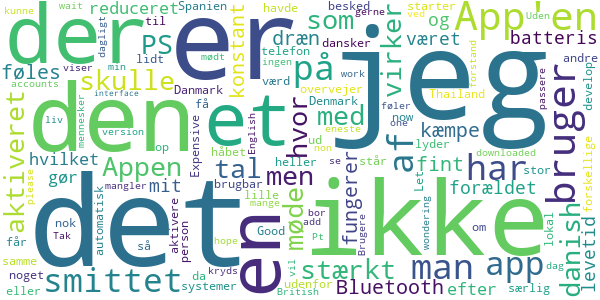 reduceret til Spanien kunne wait besked gerne
havde starter
der er App'en
Uden
dagligt
PS som og ved
føles lidt dræn på været batteris
min telefon dansker andre
skulle viser ingen work
mødt konstant virker forstand
accounts Danmark værd overvejer Thailand
den et jeg
liv får få Denmark føler develop
mennesker now one passere
interface version English med kæmpe eneste
aktiveret op Expensive hvor af bruger
Appen håbet ud non downloaded
hvilket tal heller se står lyder forskellige
please gør mit men fint har forældet
automatisk brugbar Let stor
det en ikke
nok lille møde fungerer
mangler aktivere mange Brugere wondering
får Tak så person bor om lokal danish levetid
samme da hope Good add Pt dag
noget smittet systemer stærkt man app
eller kryds British udenfor vil Bluetooth efter særlig